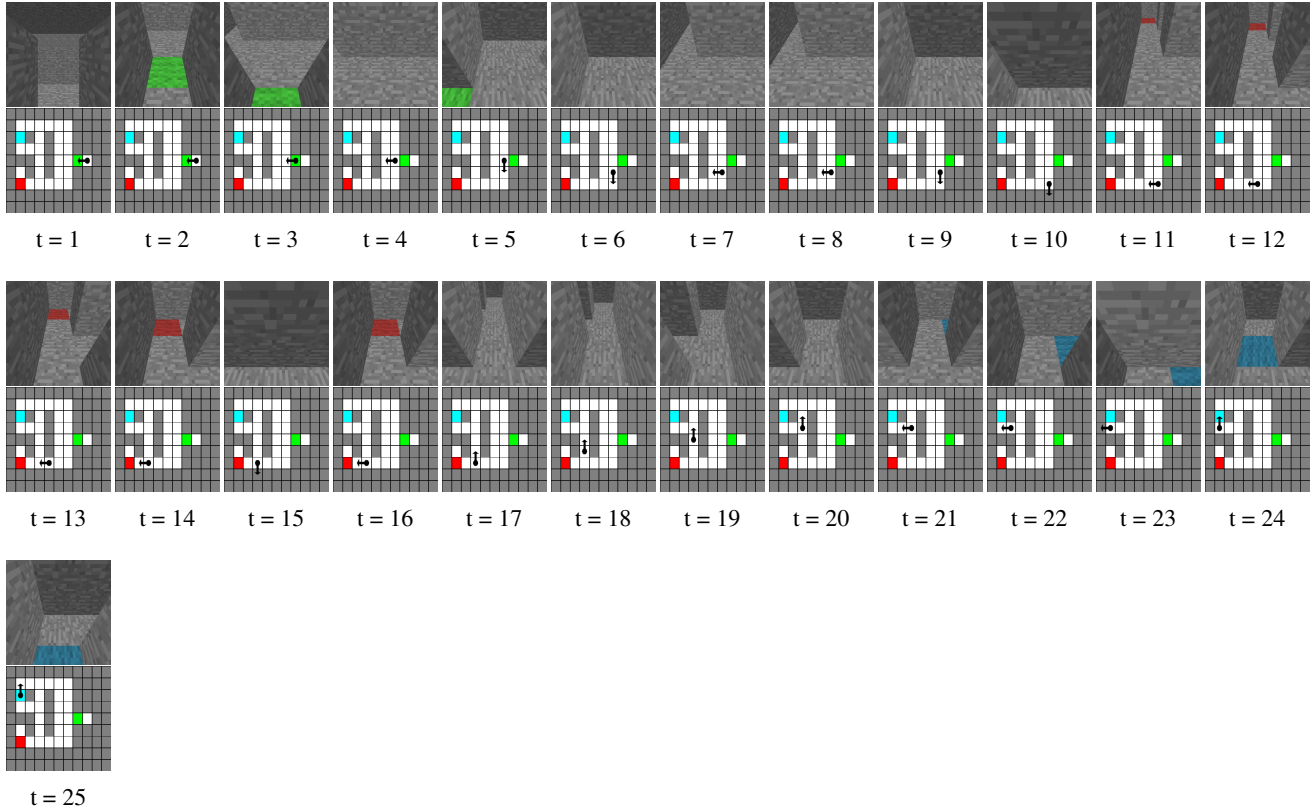 t = 1 t = 2 t = 3 t = 4 t = 5 t = 6 t = 7 t = 8 t = 9 t = 10 t = 11 t = 12
t = 13 t = 14 t = 15 t = 16 t = 17 t = 18 t = 19 t = 20 t = 21 t = 22 t = 23 t = 24
t = 25